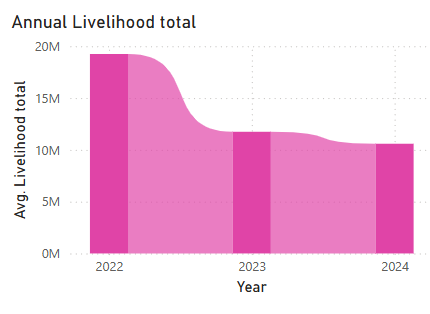 Annual Livelihood total
20M
15M
10M
5M
0M
Avg. Livelihood total
2022 2023 2024
Year